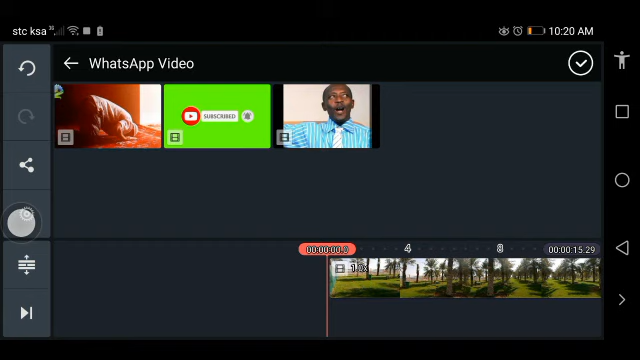 stc ksa
10:20 AM
WhatsApp Video
SUBSCRIBED
00:00:00.0
4
8
00:00:15.29
1.0x